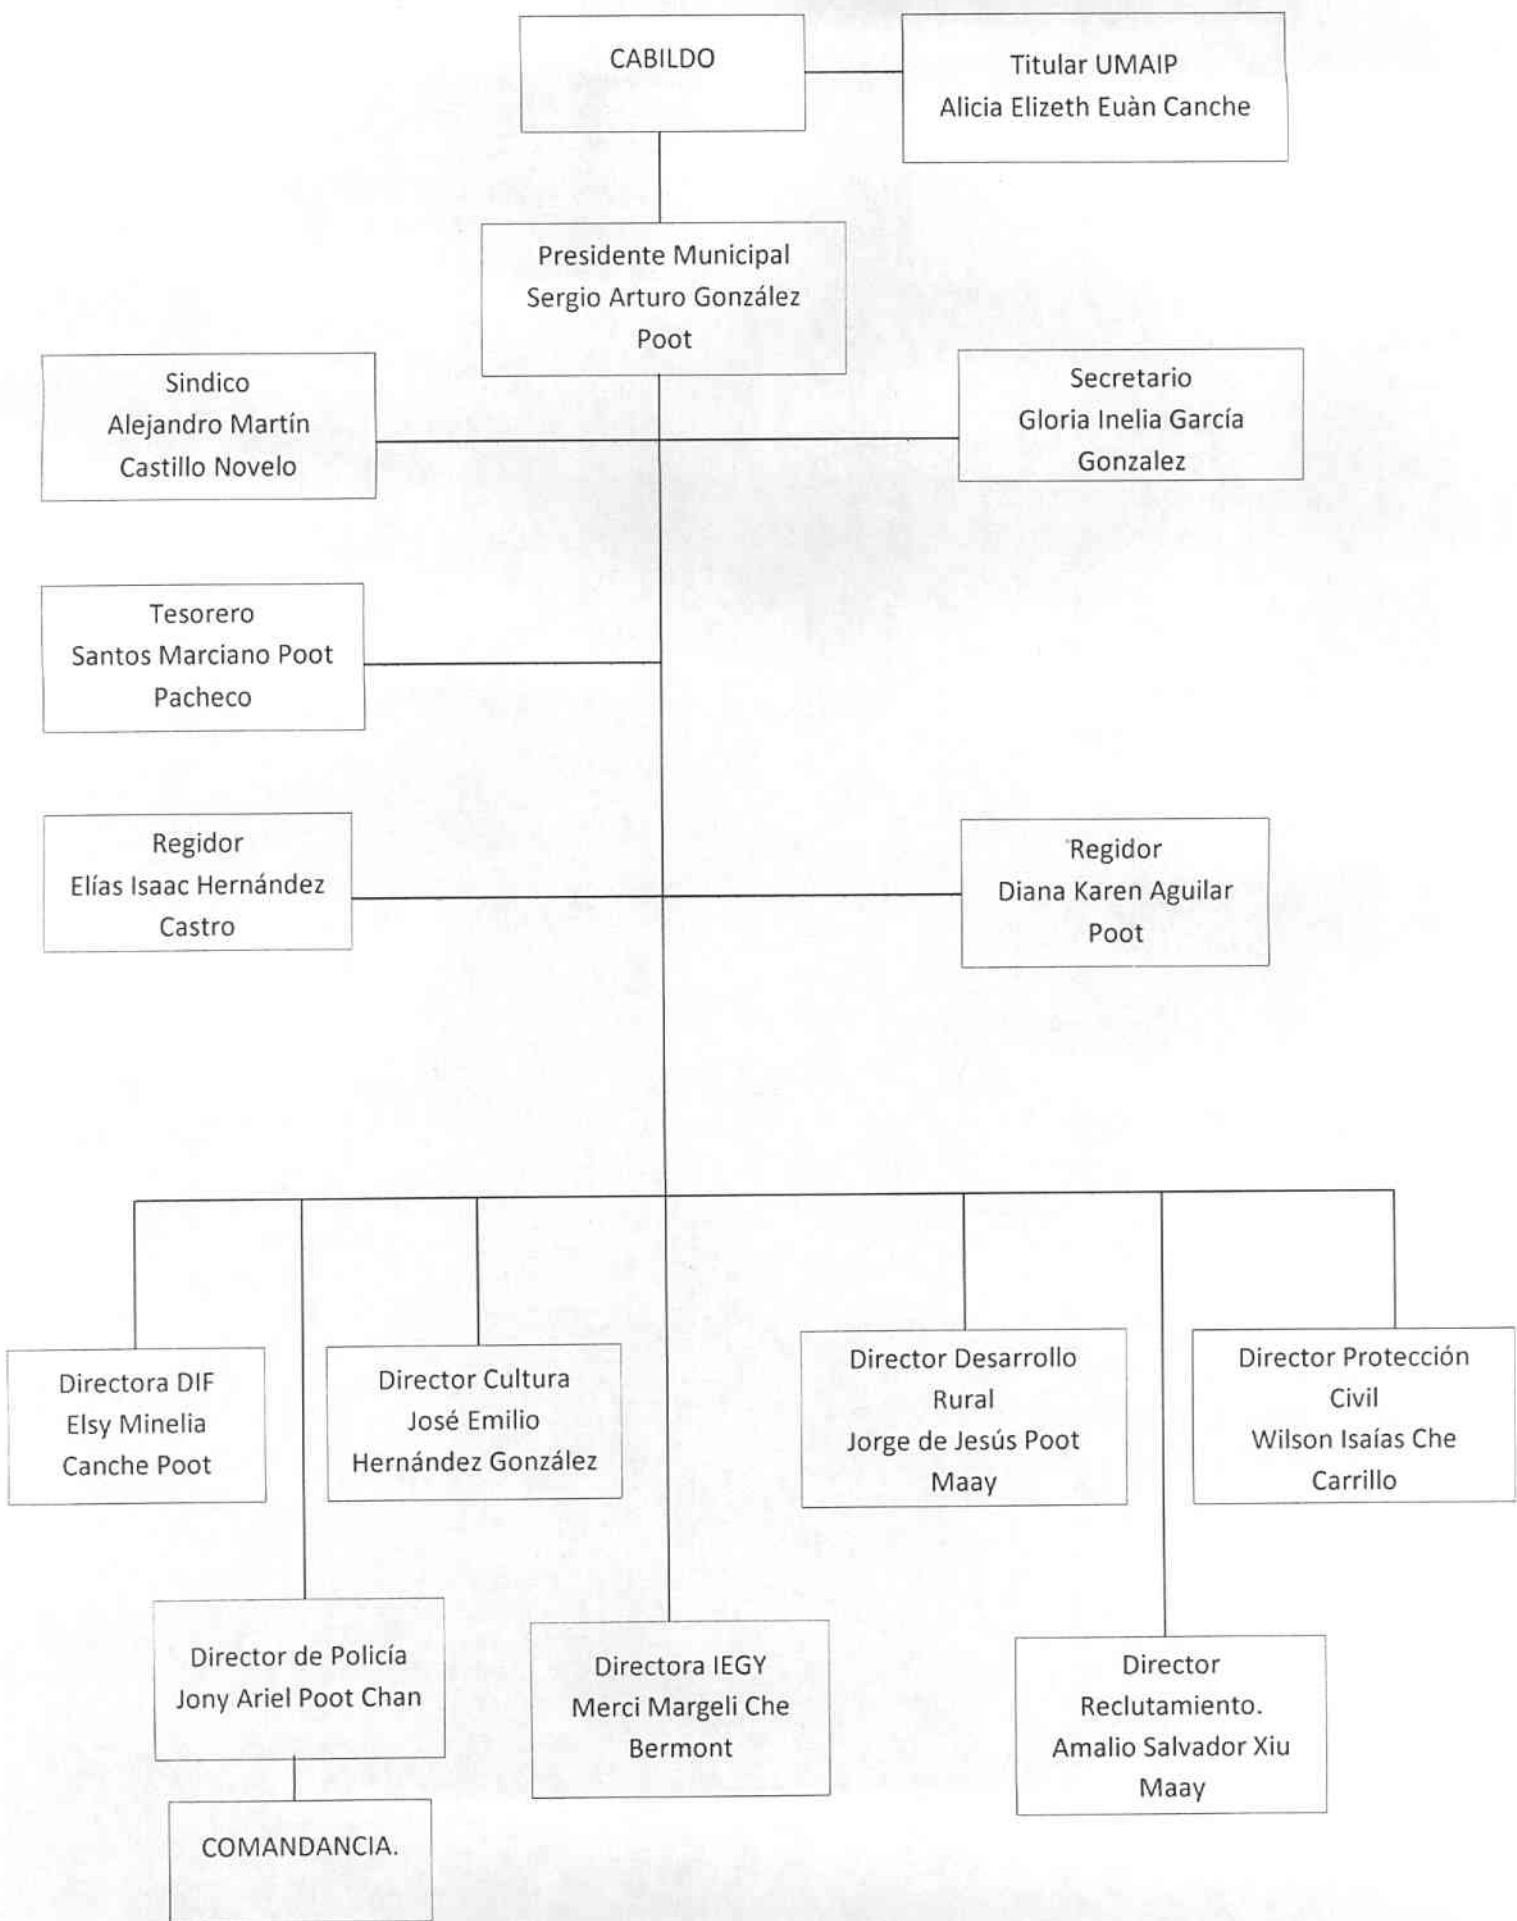 CABILDO
Titular UMAIP
Alicia Elizeth Euàn Canche
Presidente Municipal
Sergio Arturo González
Poot
Sindico
Alejandro Martín
Castillo Novelo
Secretario
Gloria Inelia García
Gonzalez
Tesorero
Santos Marciano Poot
Pacheco
Regidor
Elías Isaac Hernández
Castro
Regidor
Diana Karen Aguilar
Poot
Directora DIF
Elsy Minelia
Canche Poot
Director Cultura
José Emilio
Hernández González
Director Desarrollo
Rural
Jorge de Jesús Poot
Maay
Director Protección
Civil
Wilson Isaías Che
Carrillo
Director de Policía
Jony Ariel Poot Chan
Directora IEGY
Merci Margeli Che
Bermont
Director
Reclutamiento.
Amalio Salvador Xiu
Maay
COMANDANCIA.